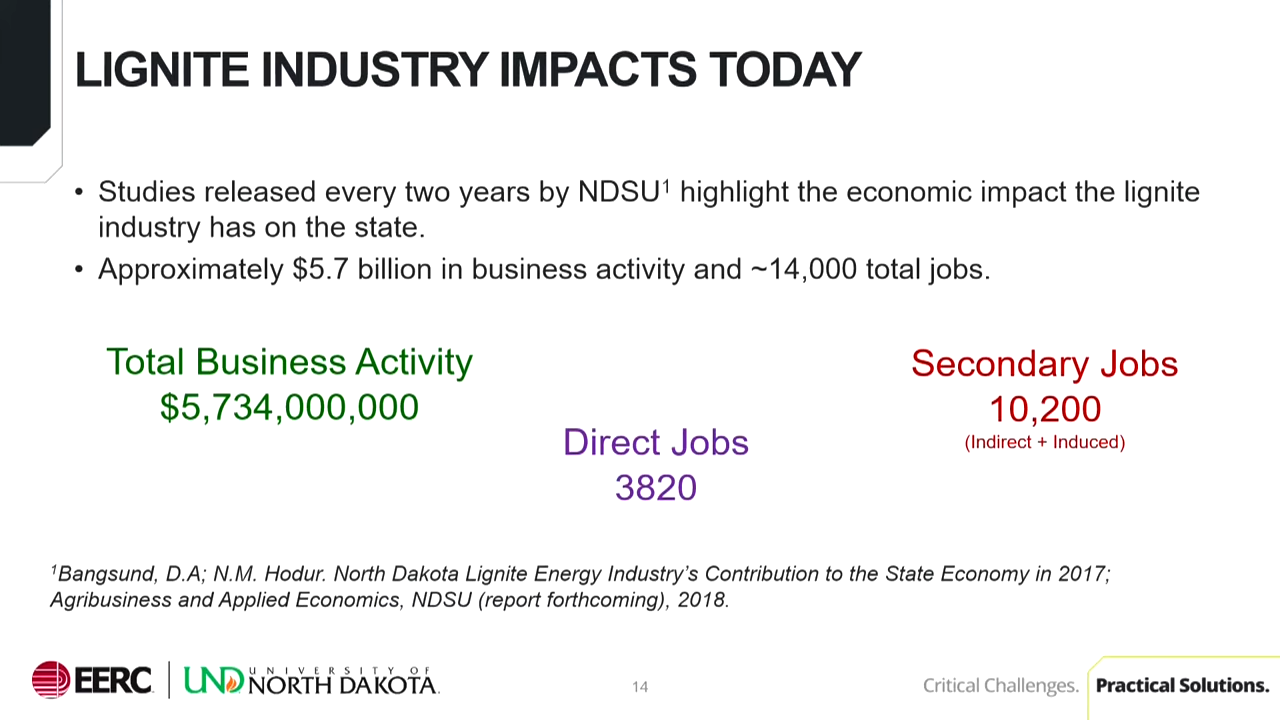 LIGNITE INDUSTRY IMPACTS TODAY
• Studies released every two years by NDSU¹ highlight the economic impact the lignite
industry has on the state.
• Approximately $5.7 billion in business activity and ~14,000 total jobs.
Total Business Activity
$5,734,000,000
Direct Jobs
3820
Secondary Jobs
10,200
(Indirect + Induced)
¹Bangsund, D.A; N.M. Hodur. North Dakota Lignite Energy Industry’s Contribution to the State Economy in 2017;
Agribusiness and Applied Economics, NDSU (report forthcoming), 2018.
EERC
UND
UNIVERSITY OF
NORTH DAKOTA
14
Critical Challenges. Practical Solutions.